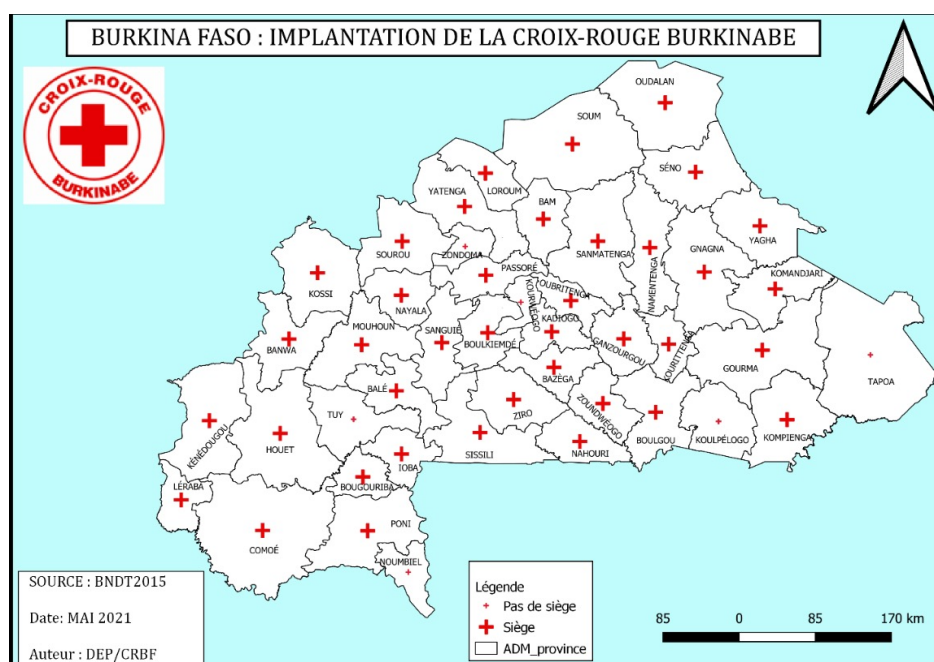 BURKINA FASO : IMPLANTATION DE LA CROIX-ROUGE BURKINABE
CROIX-ROUGE
BURKINABE
OUDALAN
SOUM
SÉNO
LOROUM
YATENGA
BAM
YAGHA
GNAGNA
SANMATENGA
SOUROU
ZONDOMA
NAMENTENGA
PASSORÉ
KOMANDJARI
KOSSI
OUBRITENGA
KOURWÉOGO
NAYALA
KADIOGO
MOUHOUN
SANGUIÉ
BOULKIEMDÉ
GANZOURGOU
KOURITTENGA
BANWA
GOURMA
BAZÈGA
TAPOA
BALÉ
TUY
ZIRO
ZOUNDWÉOGO
KÉNÉDOUGOU
HOUET
BOULGOU
KOULPÉLOGO
KOMPIENGA
SISSILI
NAHOURI
IOBA
LÉRABA
BOUGOURIBA
PONI
COMOÉ
NOUMBIEL
SOURCE : BNDT2015
Date: MAI 2021
Auteur : DEP/CRBF
Légende
Pas de siège
Siège
ADM_province
85 0 85 170 km